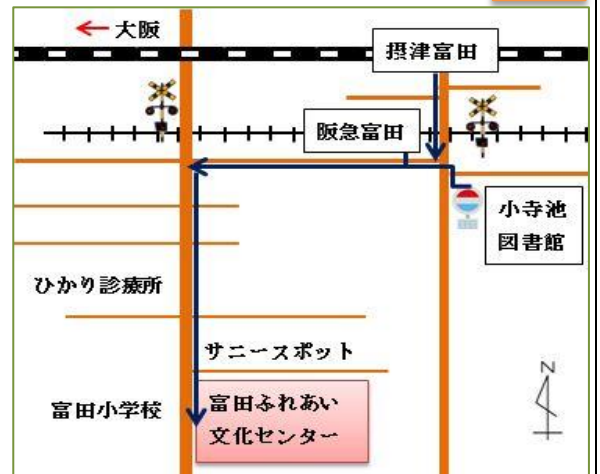 大阪
摂津富田
阪急富田
小寺池
図書館
ひかり診療所
サニースポット
富田小学校
富田ふれあい
文化センター
N